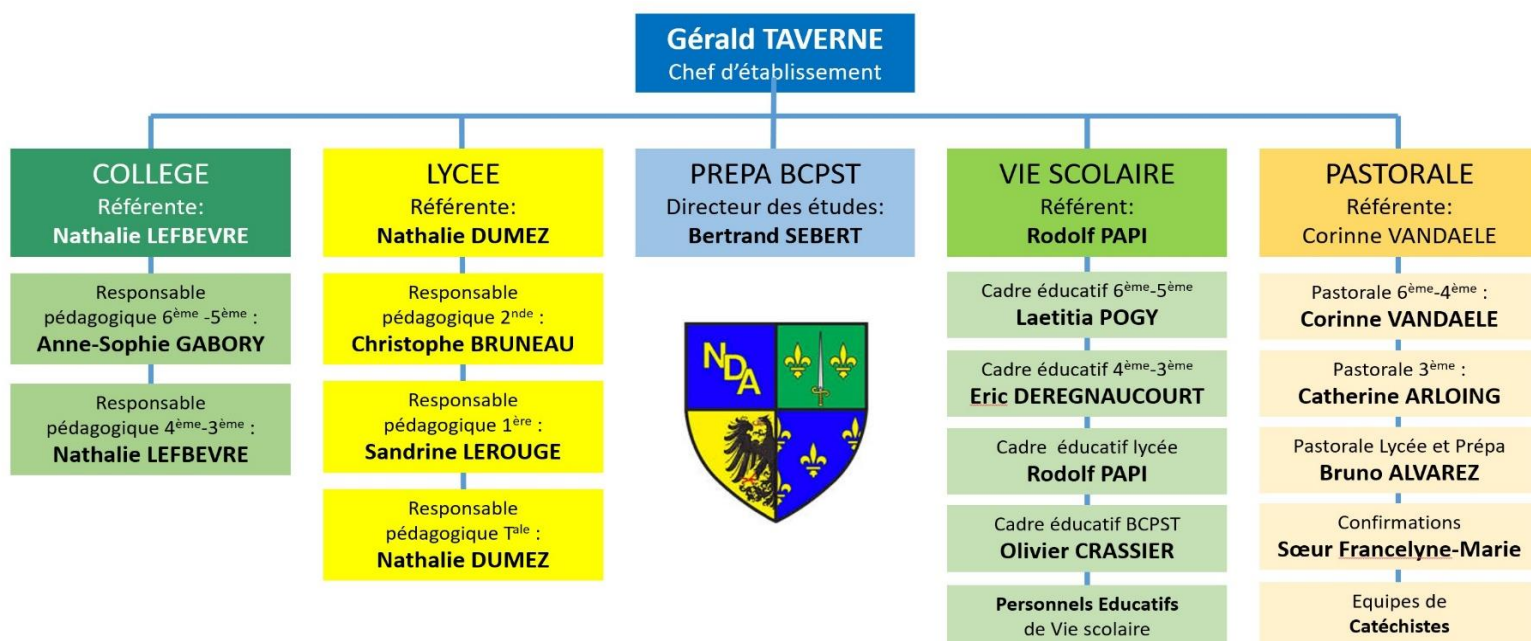 Gérald TAVERNE
Chef d'établissement
COLLEGE
Référente:
Nathalie LEFBEVRE
Responsable
pédagogique 6ème -5ème :
Anne-Sophie GABORY
Responsable
pédagogique 4ème-3ème :
Nathalie LEFBEVRE
LYCEE
Référente:
Nathalie DUMEZ
Responsable
pédagogique 2nde :
Christophe BRUNEAU
Responsable
pédagogique 1ère :
Sandrine LEROUGE
Responsable
pédagogique Tale :
Nathalie DUMEZ
PREPA BCPST
Directeur des études:
Bertrand SEBERT
NDA
VIE SCOLAIRE
Référent:
Rodolf PAPI
Cadre éducatif 6ème-5ème
Laetitia POGY
Cadre éducatif 4ème-3ème
Eric DEREGNAUCOURT
Cadre éducatif lycée
Rodolf PAPI
Cadre éducatif BCPST
Olivier CRASSIER
Personnels Educatifs
de Vie scolaire
PASTORALE
Référente:
Corinne VANDAELE
Pastorale 6ème-4ème :
Corinne VANDAELE
Pastorale 3ème :
Catherine ARLOING
Pastorale Lycée et Prépa
Bruno ALVAREZ
Confirmations
Sœur Francelyne-Marie
Equipes de
Catéchistes